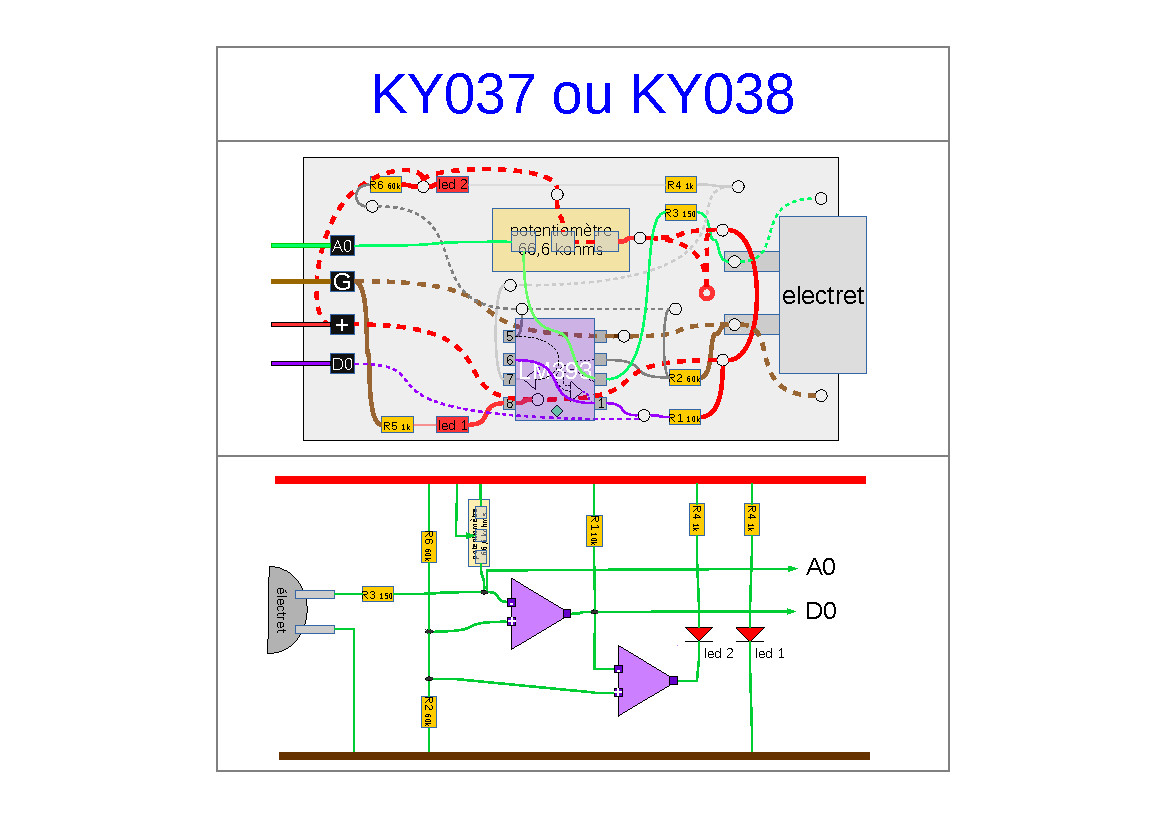 KY037 ou KY038
R6 60k
led 2
R4 1k
R3 150
potentiomètre
66,6 kohms
A0
G
electret
+
5
D0
6
LM393
7
R2 60k
8
1
R1 10k
R5 1k
led 1
R6 60k
potentiomètre
R1 10k
R4 1k
R4 1k
A0
électret
R3 150
D0
led 2
led 1
R2 60k